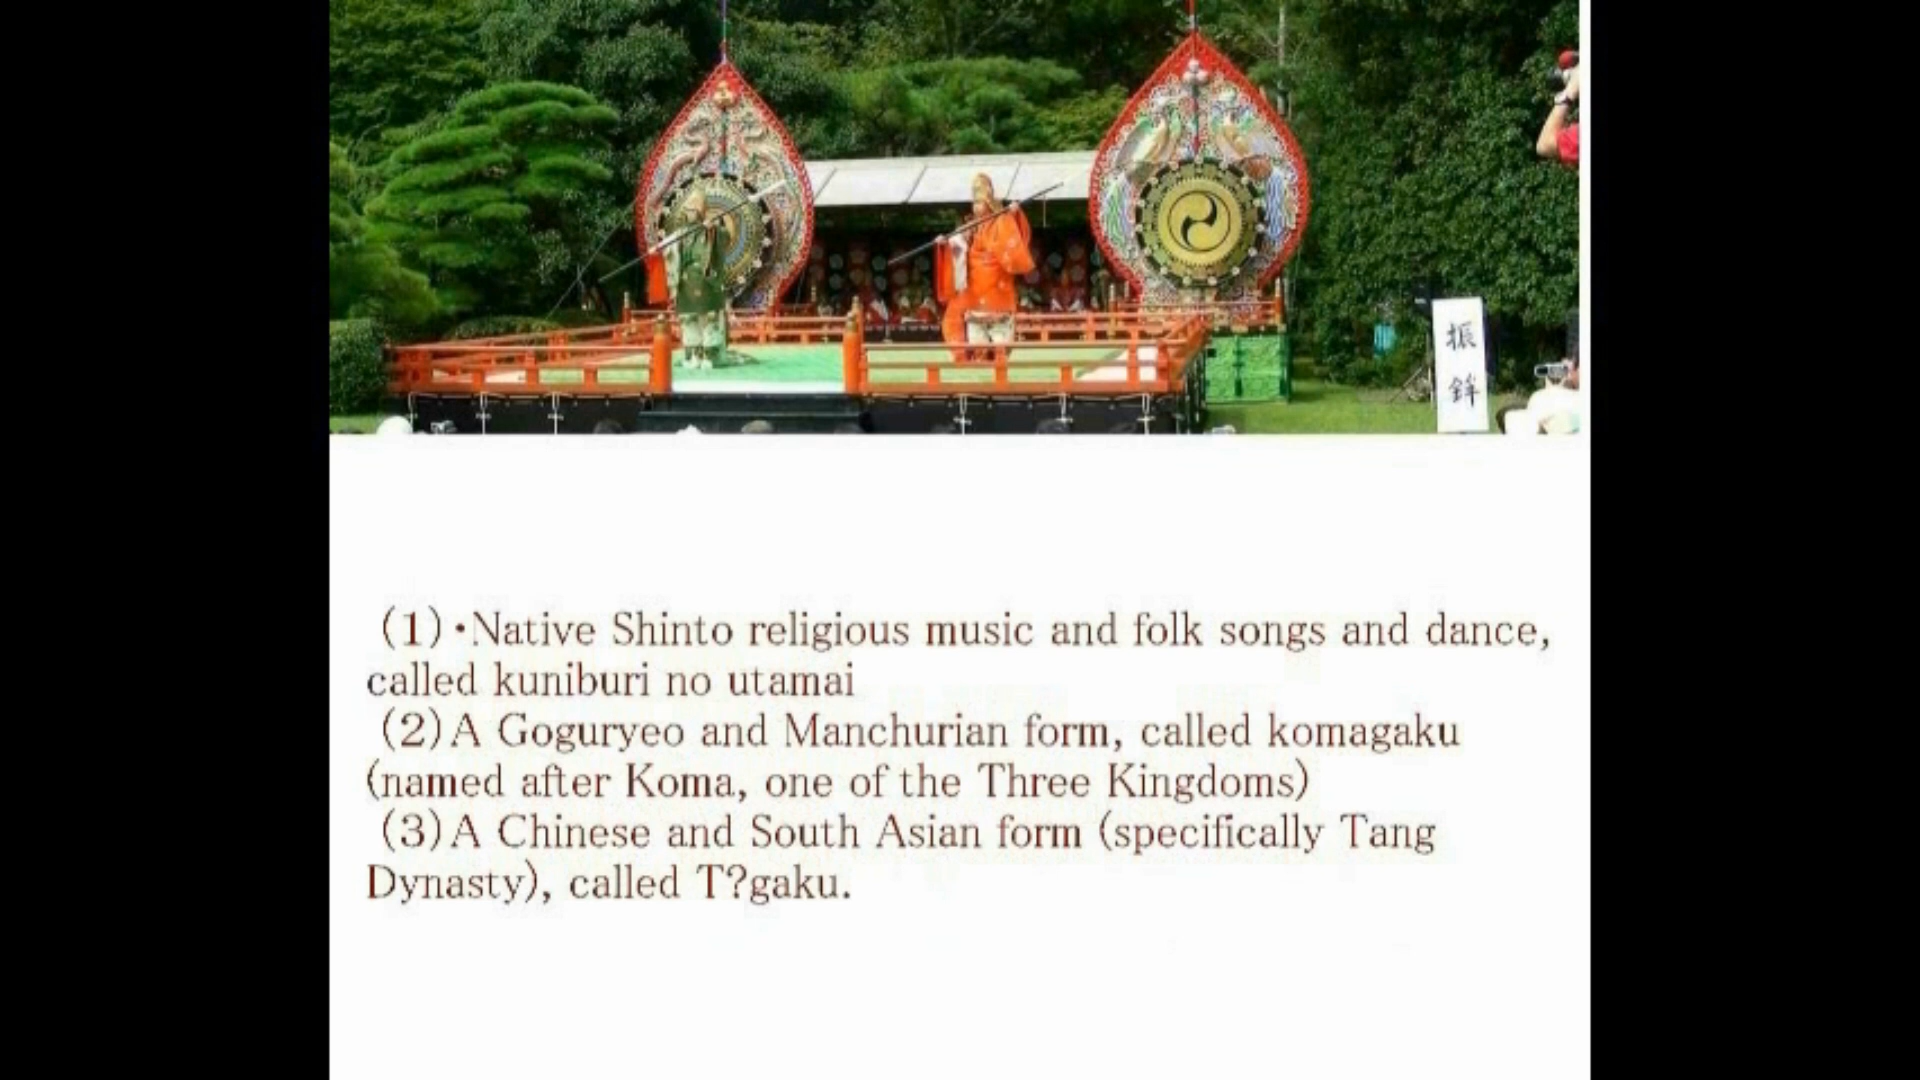 振
鉾
(1)・Native Shinto religious music and folk songs and dance,
called kuniburi no utamai
(2)A Goguryeo and Manchurian form, called komagaku
(named after Koma, one of the Three Kingdoms)
(3)A Chinese and South Asian form (specifically Tang
Dynasty), called T?gaku.